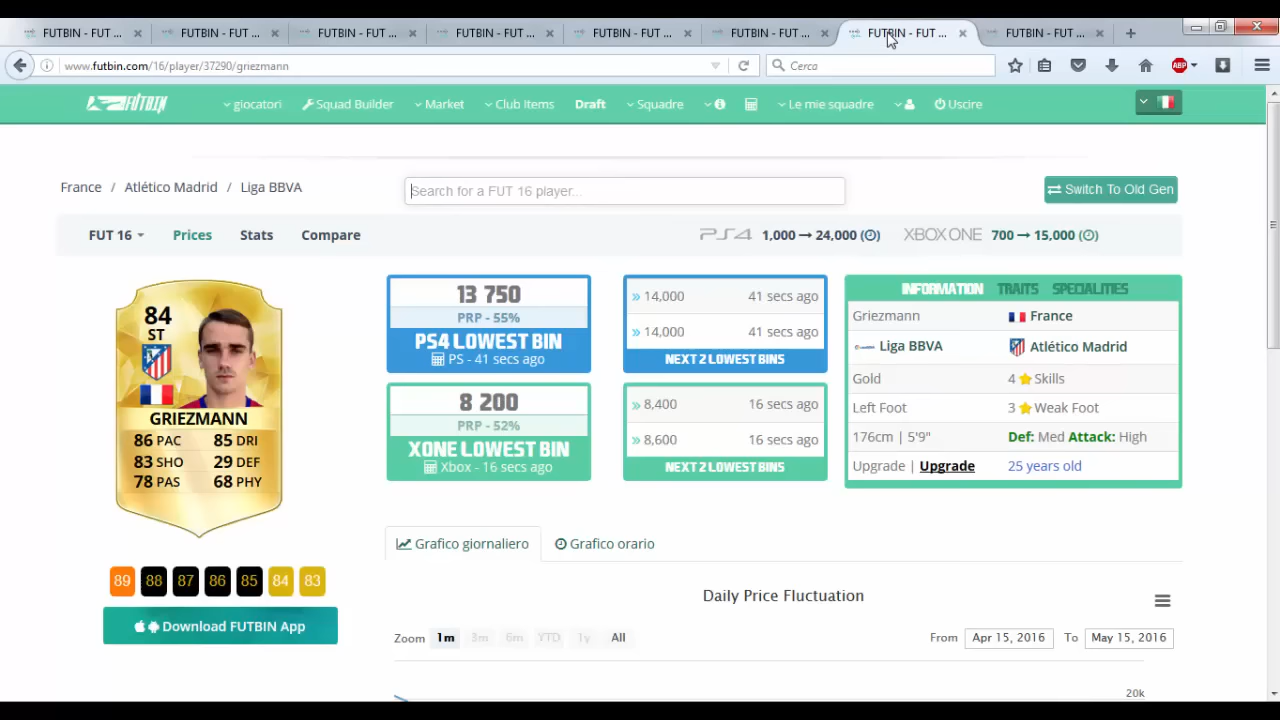 FUTBIN - FUT ... FUTBIN - FUT ... FUTBIN - FUT ... FUTBIN - FUT ... FUTBIN - FUT ... FUTBIN - FUT ... FUTBIN - FUT ... FUTBIN - FUT ...
www.futbin.com/16/player/37290/griezmann Cerca ABP
FUTBIN giocatori Squad Builder Market Club Items Draft Squadre Le mie squadre Uscire
France / Atlético Madrid / Liga BBVA Search for a FUT 16 player... Switch To Old Gen
FUT 16 Prices Stats Compare PS4 1,000 → 24,000 XBOX ONE 700 → 15,000
84
ST
GRIEZMANN
86 PAC 85 DRI
83 SHO 29 DEF
78 PAS 68 PHY
89 88 87 86 85 84 83
Download FUTBIN App
13 750
PRP - 55%
PS4 LOWEST BIN
PS - 41 secs ago
8 200
PRP - 52%
XONE LOWEST BIN
Xbox - 16 secs ago
» 14,000 41 secs ago
» 14,000 41 secs ago
NEXT 2 LOWEST BINS
» 8,400 16 secs ago
» 8,600 16 secs ago
NEXT 2 LOWEST BINS
INFORMATION TRAITS SPECIALITIES
Griezmann France
Liga BBVA Atlético Madrid
Gold 4 Skills
Left Foot 3 Weak Foot
176cm | 5'9" Def: Med Attack: High
Upgrade | Upgrade 25 years old
Grafico giornaliero Grafico orario
Daily Price Fluctuation
Zoom 1m 3m 6m YTD 1y All From Apr 15, 2016 To May 15, 2016
20k